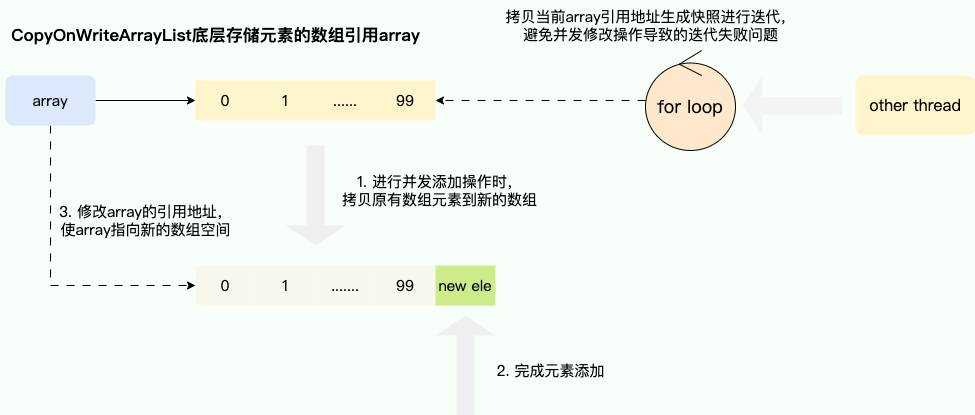 拷贝当前array引用地址生成快照进行迭代，
避免并发修改操作导致的迭代失败问题
CopyOnWriteArrayList底层存储元素的数组引用array
array
0 1 ...... 99
for loop
other thread
1. 进行并发添加操作时，
拷贝原有数组元素到新的数组
3. 修改array的引用地址，
使array指向新的数组空间
0 1 ....... 99 new ele
2. 完成元素添加